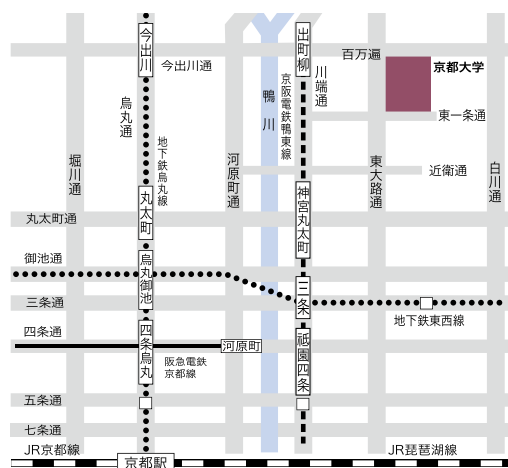 今出川
出町柳
百万遍
京都大学
今出川通
川端通
京阪電鉄鴨東線
鴨川
烏丸通
東一条通
地下鉄烏丸線
堀川通
河原町通
東大路通
近衛通
白川通
丸太町
神宮丸太町
丸太町通
御池通
烏丸御池
三条
三条通
地下鉄東西線
四条通
四条烏丸
河原町
祇園四条
阪急電鉄
京都線
五条通
七条通
JR京都線
京都駅
JR琵琶湖線